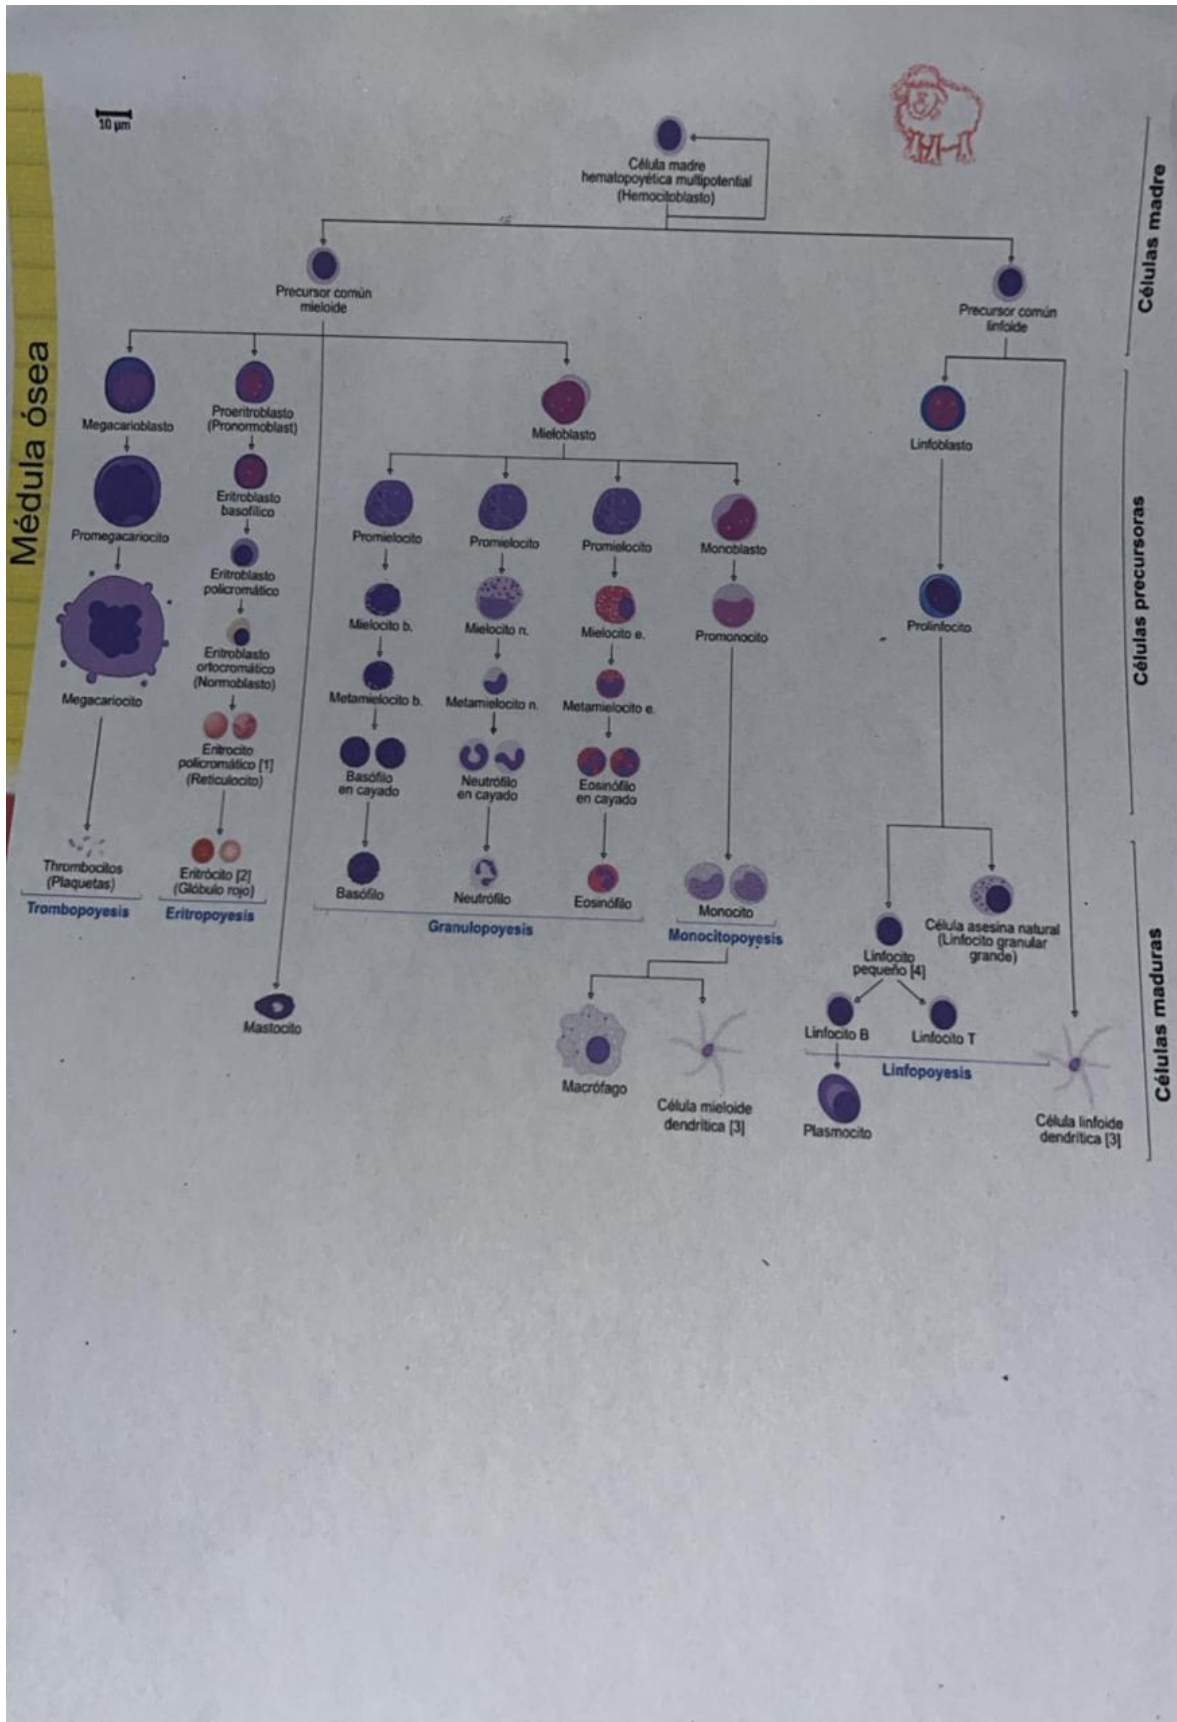 10 µm
Médula ósea
Célula madre
hematopoyética multipotential
(Hemocitoblasto)
Células madre
Precursor común
mieloide
Precursor común
linfoide
Megacarioblasto
Proeritroblasto
(Pronormoblast)
Mieloblasto
Linfoblasto
Promegacariocito
Eritroblasto
basofílico
Promielocito
Promielocito
Promielocito
Monoblasto
Células precursoras
Eritroblasto
policromático
Mielocito b.
Mielocito n.
Mielocito e.
Promonocito
Prolinfocito
Eritroblasto
ortocromático
(Normoblasto)
Megacariocito
Metamielocito b.
Metamielocito n.
Metamielocito e.
Eritrocito
policromático [1]
(Reticulocito)
Basófilo
en cayado
Neutrófilo
en cayado
Eosinófilo
en cayado
Thrombocitos
(Plaquetas)
Eritrócito [2]
(Glóbulo rojo)
Basófilo
Neutrófilo
Eosinófilo
Monocito
Trombopoyesis
Eritropoyesis
Granulopoyesis
Monocitopoyesis
Célula asesina natural
(Linfocito granular
grande)
Linfocito
pequeño [4]
Células maduras
Mastocito
Linfocito B
Linfocito T
Linfopoyesis
Macrófago
Célula mieloide
dendrítica [3]
Plasmocito
Célula linfoide
dendrítica [3]